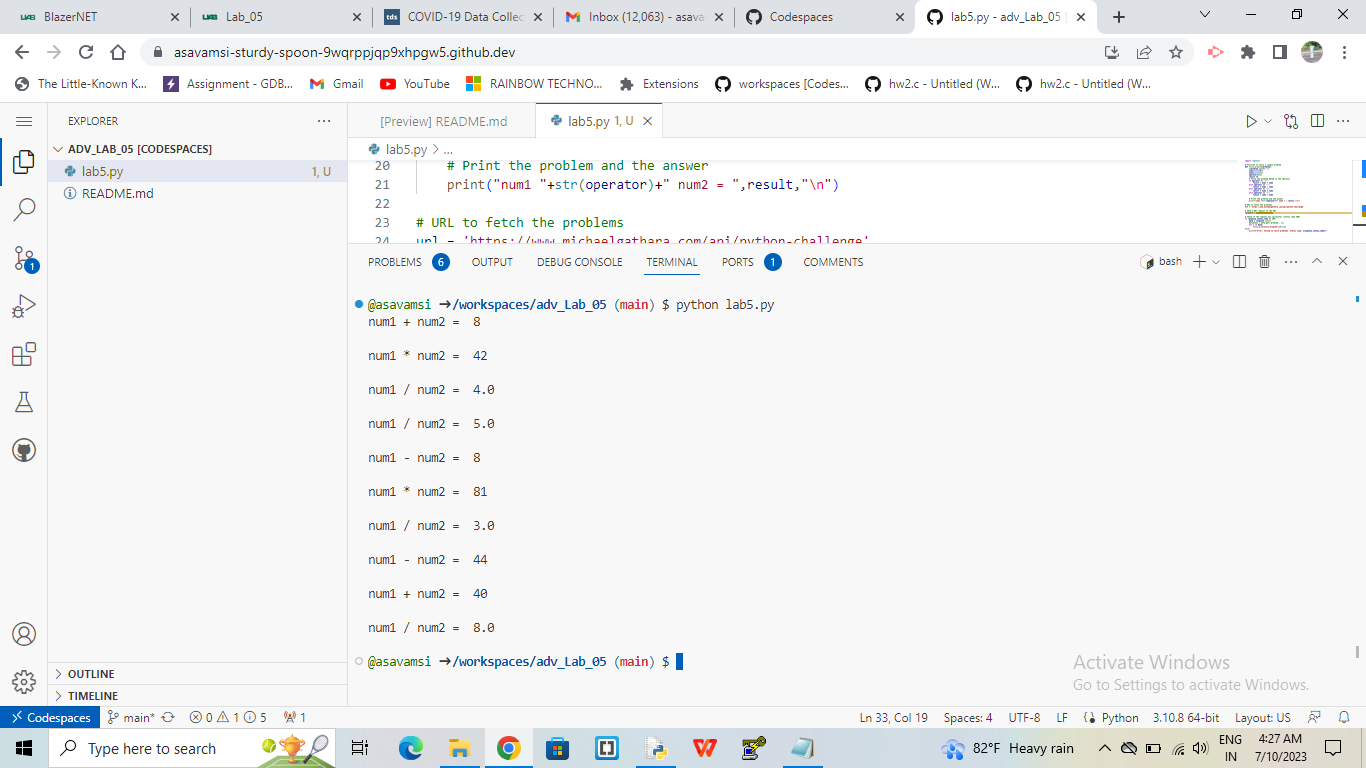 BlazerNET
Lab_05
COVID-19 Data Collec
Inbox (12,063) - asava
Codespaces
lab5.py - adv_Lab_05 [
asavamsi-sturdy-spoon-9wqrppjqp9xhpgw5.github.dev
The Little-Known K...
Assignment - GDB...
Gmail
YouTube
RAINBOW TECHNO...
Extensions
workspaces [Codes...
hw2.c - Untitled (W...
hw2.c - Untitled (W...
EXPLORER
ADV_LAB_05 [CODESPACES]
lab5.py 1, U
README.md
OUTLINE
TIMELINE
[Preview] README.md
lab5.py 1, U
lab5.py > ...
20 # Print the problem and the answer
21 print("num1 "+str(operator)+" num2 = ",result,"\n")
22
23 # URL to fetch the problems
24 url = 'https://www.michaelgathara.com/api/python-challenge'
PROBLEMS 6 OUTPUT DEBUG CONSOLE TERMINAL PORTS 1 COMMENTS
bash
@asavamsi ➜/workspaces/adv_Lab_05 (main) $ python lab5.py
num1 + num2 =  8
num1 * num2 =  42
num1 / num2 =  4.0
num1 / num2 =  5.0
num1 - num2 =  8
num1 * num2 =  81
num1 / num2 =  3.0
num1 - num2 =  44
num1 + num2 =  40
num1 / num2 =  8.0
@asavamsi ➜/workspaces/adv_Lab_05 (main) $
Activate Windows
Go to Settings to activate Windows.
Codespaces main* 0 1 5 1 Ln 33, Col 19 Spaces: 4 UTF-8 LF Python 3.10.8 64-bit Layout: US
Type here to search
82°F Heavy rain
ENG
IN
4:27 AM
7/10/2023